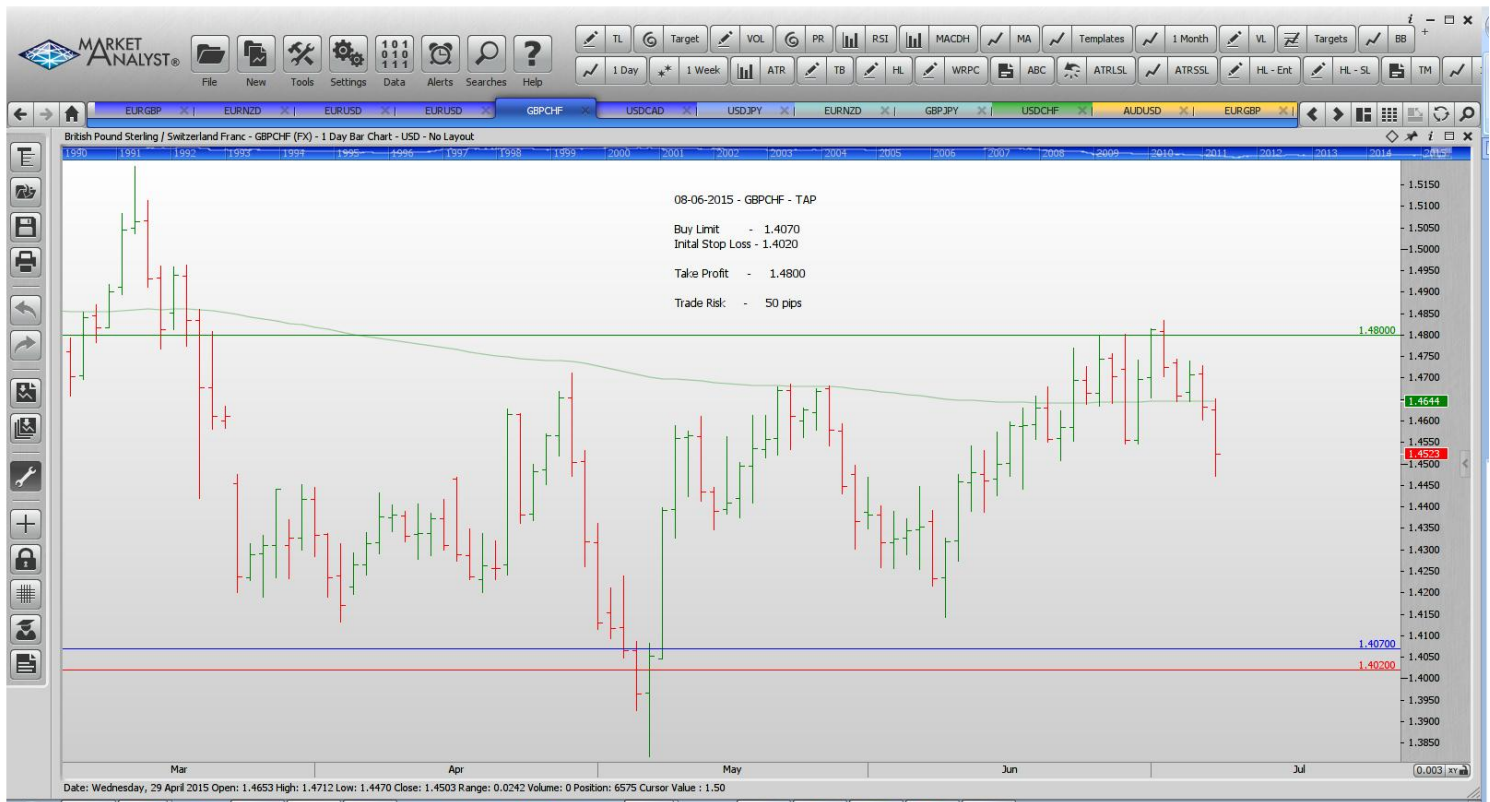 MARKET
ANALYST®
File New Tools Settings Data Alerts Searches Help
101
010
111
TL Target VOL PR RSI MACDH MA Templates 1 Month VL Targets BB
1 Day 1 Week ATR TB HL WRPC ABC ATRLSL ATRSSL HL - Ent HL - SL TM
EURGBP EURNZD EURUSD EURUSD GBPCHF USDCAD USDJPY EURNZD GBPJPY USDCHF AUDUSD EURGBP
British Pound Sterling / Switzerland Franc - GBPCHF (FX) - 1 Day Bar Chart - USD - No Layout
1990 1991 1992 1993 1994 1995 1996 1997 1998 1999 2000 2001 2002 2003 2004 2005 2006 2007 2008 2009 2010 2011 2012 2013 2014 2015
08-06-2015 - GBPCHF - TAP
Buy Limit - 1.4070
Inital Stop Loss - 1.4020
Take Profit - 1.4800
Trade Risk - 50 pips
1.48000
1.40700
1.40200
1.5150
1.5100
1.5050
1.5000
1.4950
1.4900
1.4850
1.4800
1.4750
1.4700
1.4644
1.4600
1.4550
1.4523
1.4500
1.4450
1.4400
1.4350
1.4300
1.4250
1.4200
1.4150
1.4100
1.4050
1.4000
1.3950
1.3900
1.3850
Mar Apr May Jun Jul
0.003 XY
Date: Wednesday, 29 April 2015 Open: 1.4653 High: 1.4712 Low: 1.4470 Close: 1.4503 Range: 0.0242 Volume: 0 Position: 6575 Cursor Value : 1.50